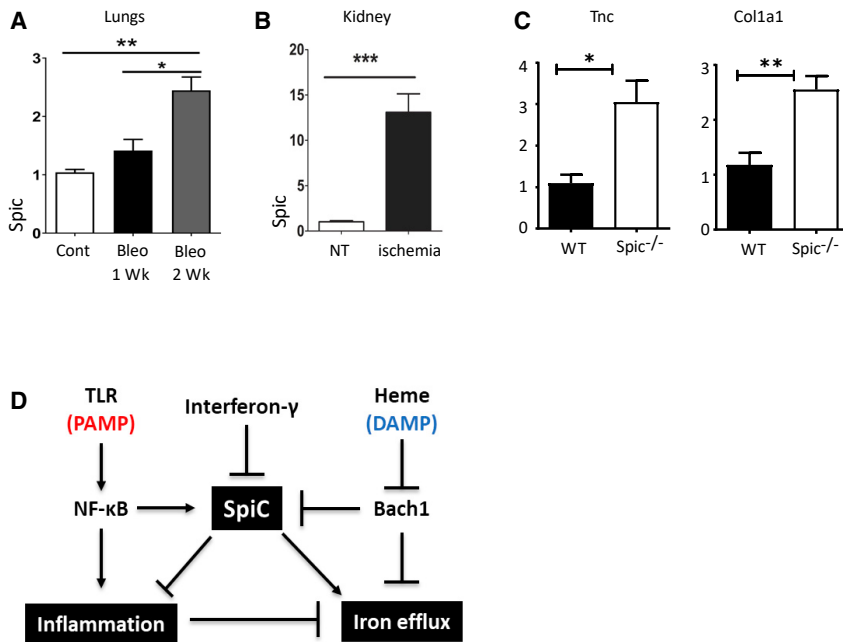 A
Lungs
**
*
3
2
1
0
Spic
Cont
Bleo
1 Wk
Bleo
2 Wk
B
Kidney
***
20
15
10
5
0
Spic
NT
ischemia
C
Tnc
*
4
3
2
1
0
WT
Spic-/-
Col1a1
**
3
2
1
0
WT
Spic-/-
D
TLR
(PAMP)
Interferon-γ
Heme
(DAMP)
NF-κB
SpiC
Bach1
Inflammation
Iron efflux